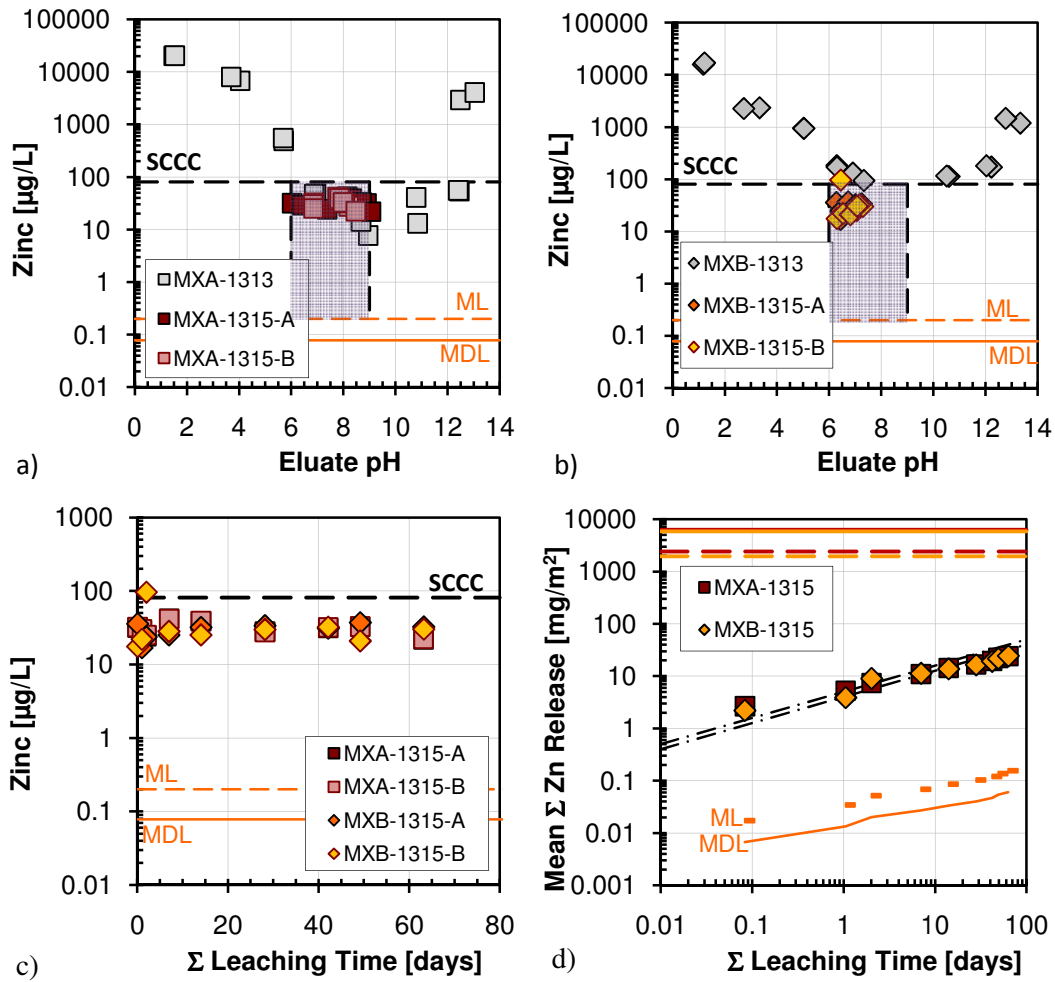 100000
10000
1000
100
10
1
0.1
0.01
Zinc [µg/L]
SCCC
MXA-1313
MXA-1315-A
MXA-1315-B
ML
MDL
0 2 4 6 8 10 12 14
a)
Eluate pH
100000
10000
1000
100
10
1
0.1
0.01
Zinc [µg/L]
SCCC
MXB-1313
MXB-1315-A
MXB-1315-B
ML
MDL
0 2 4 6 8 10 12 14
b)
Eluate pH
1000
100
10
1
0.1
0.01
Zinc [µg/L]
SCCC
ML
MDL
MXA-1315-A
MXA-1315-B
MXB-1315-A
MXB-1315-B
0 20 40 60 80
c)
Σ Leaching Time [days]
10000
1000
100
10
1
0.1
0.01
0.001
Mean Σ Zn Release [mg/m²]
MXA-1315
MXB-1315
ML
MDL
0.01 0.1 1 10 100
d)
Σ Leaching Time [days]